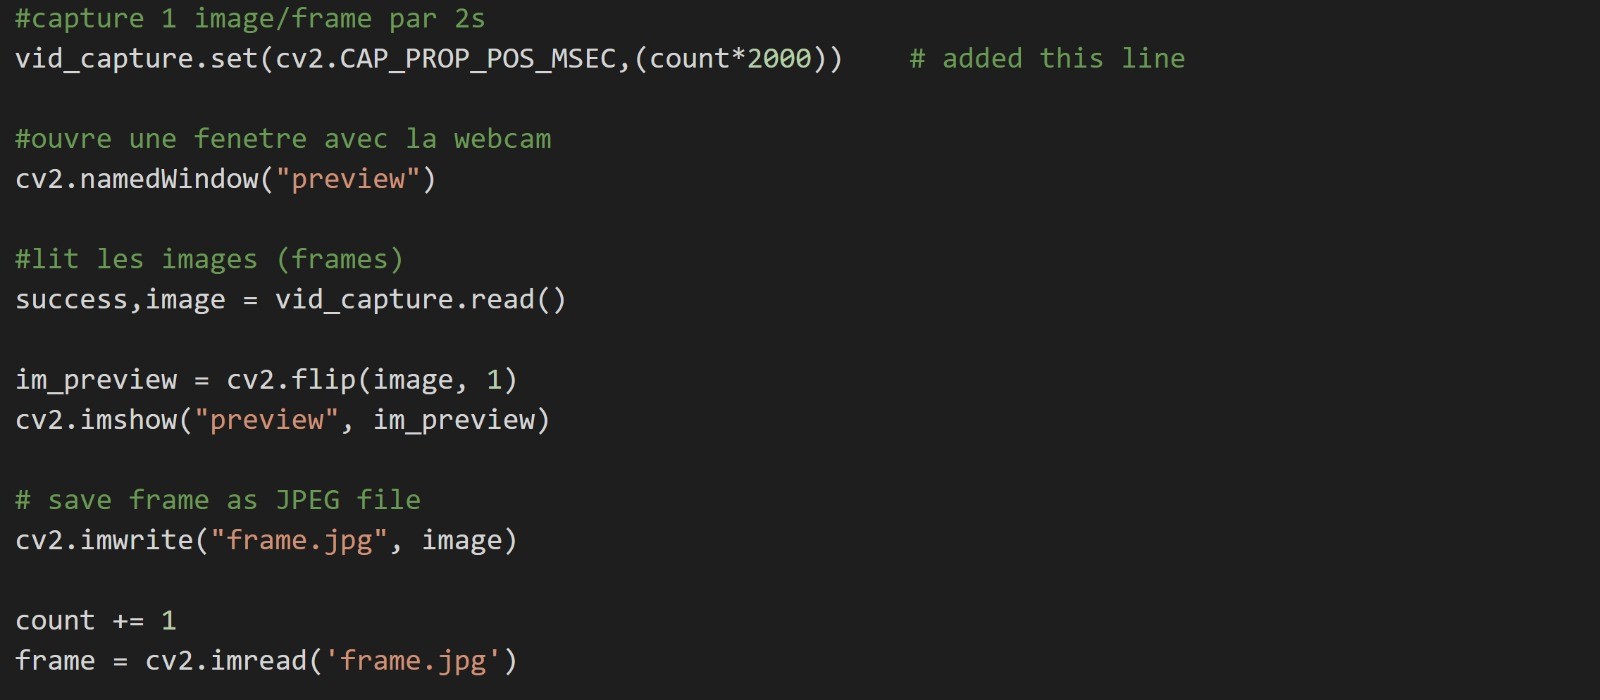 #capture 1 image/frame par 2s
vid_capture.set(cv2.CAP_PROP_POS_MSEC,(count*2000))    # added this line
#ouvre une fenetre avec la webcam
cv2.namedWindow("preview")
#lit les images (frames)
success,image = vid_capture.read()
im_preview = cv2.flip(image, 1)
cv2.imshow("preview", im_preview)
# save frame as JPEG file
cv2.imwrite("frame.jpg", image)
count += 1
frame = cv2.imread('frame.jpg')